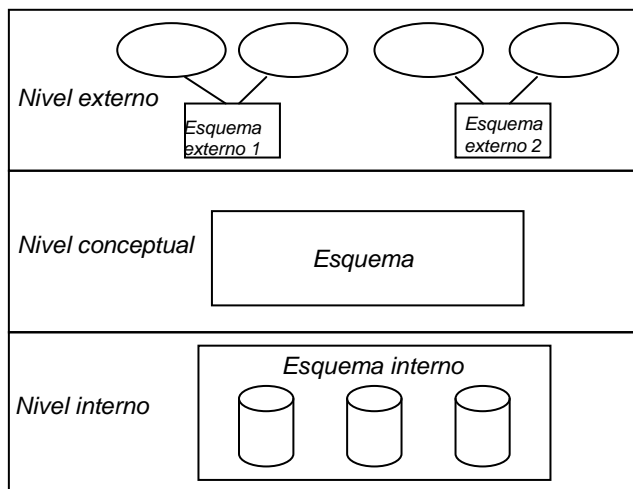 Nivel externo
Esquema
externo 1
Esquema
externo 2
Nivel conceptual
Esquema
Esquema interno
Nivel interno